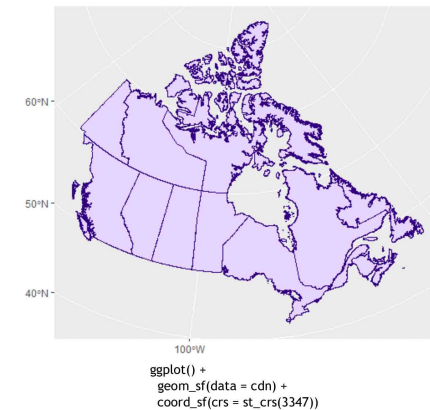 60°N
50°N
40°N
100°W
ggplot() +
geom_sf(data = cdn) +
coord_sf(crs = st_crs(3347))